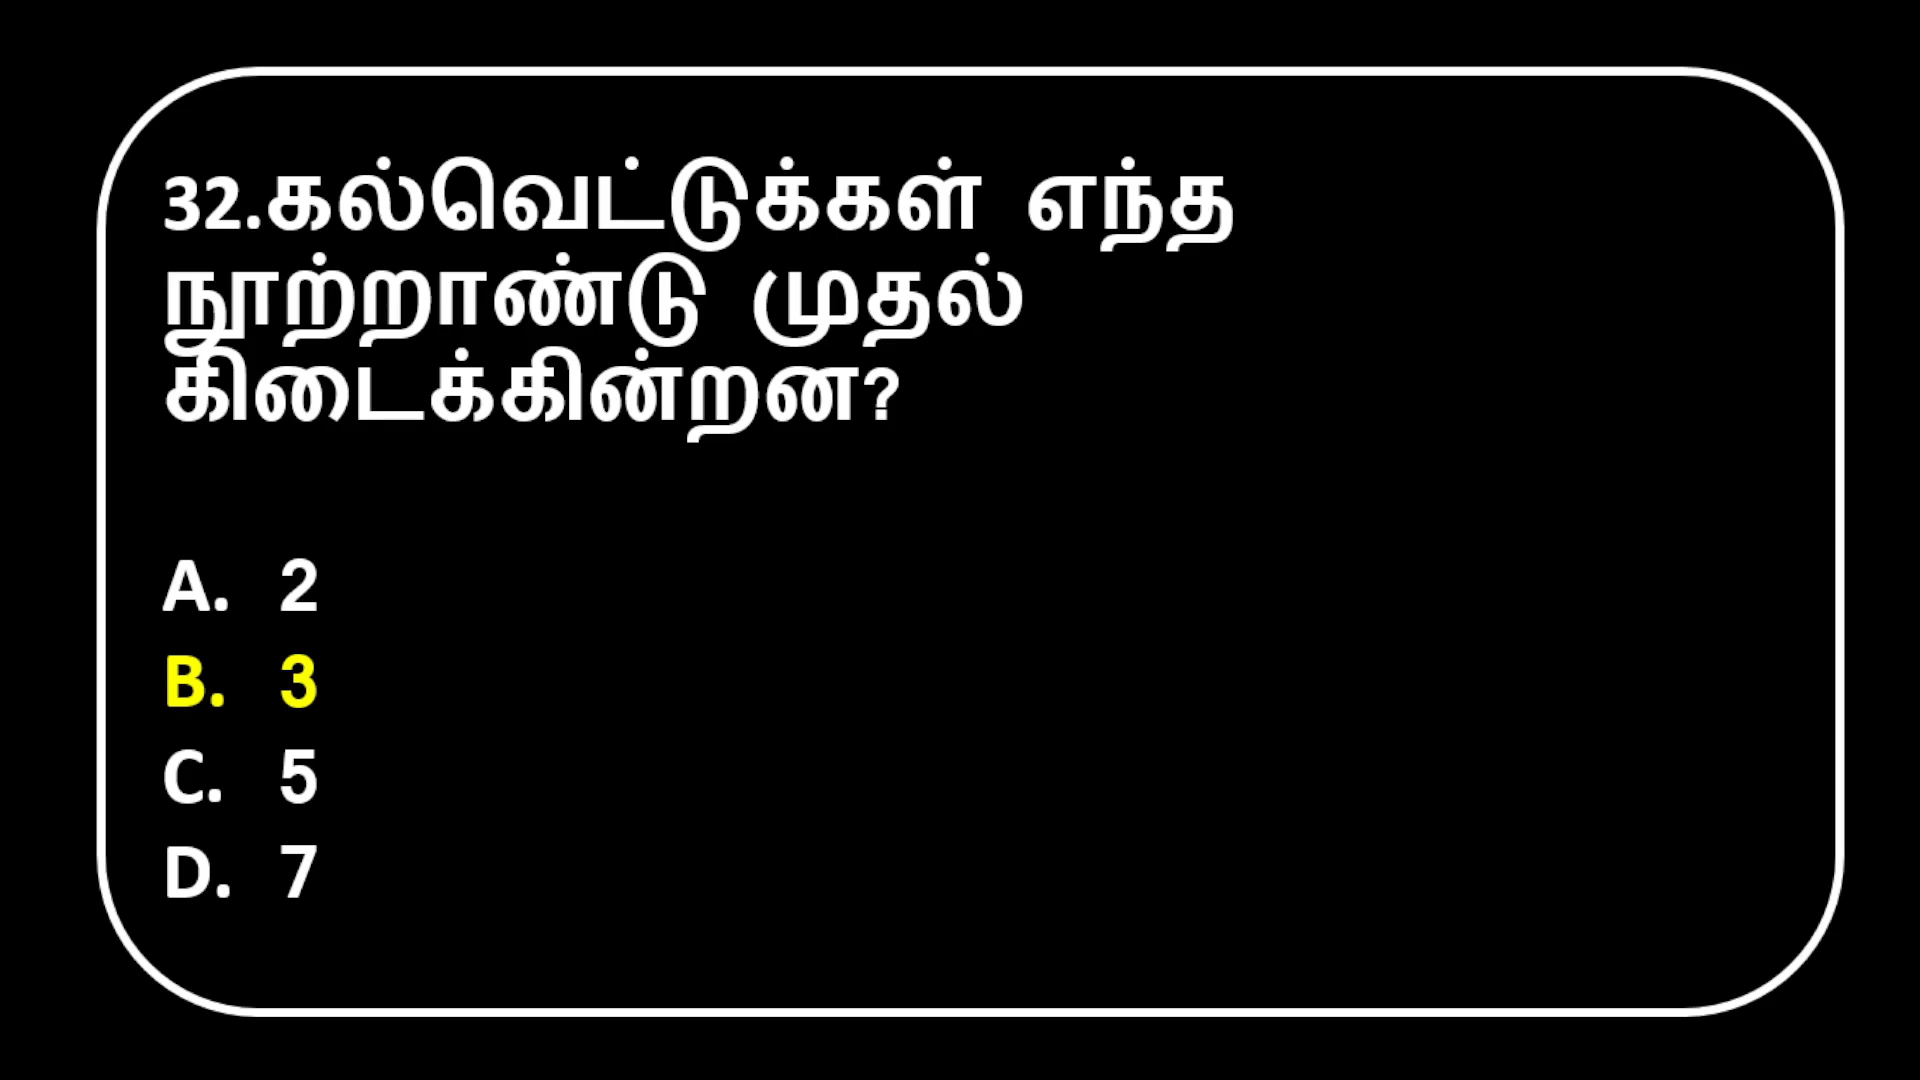 32.கல்வெட்டுக்கள் எந்த
நூற்றாண்டு முதல்
கிடைக்கின்றன?
A. 2
B. 3
C. 5
D. 7